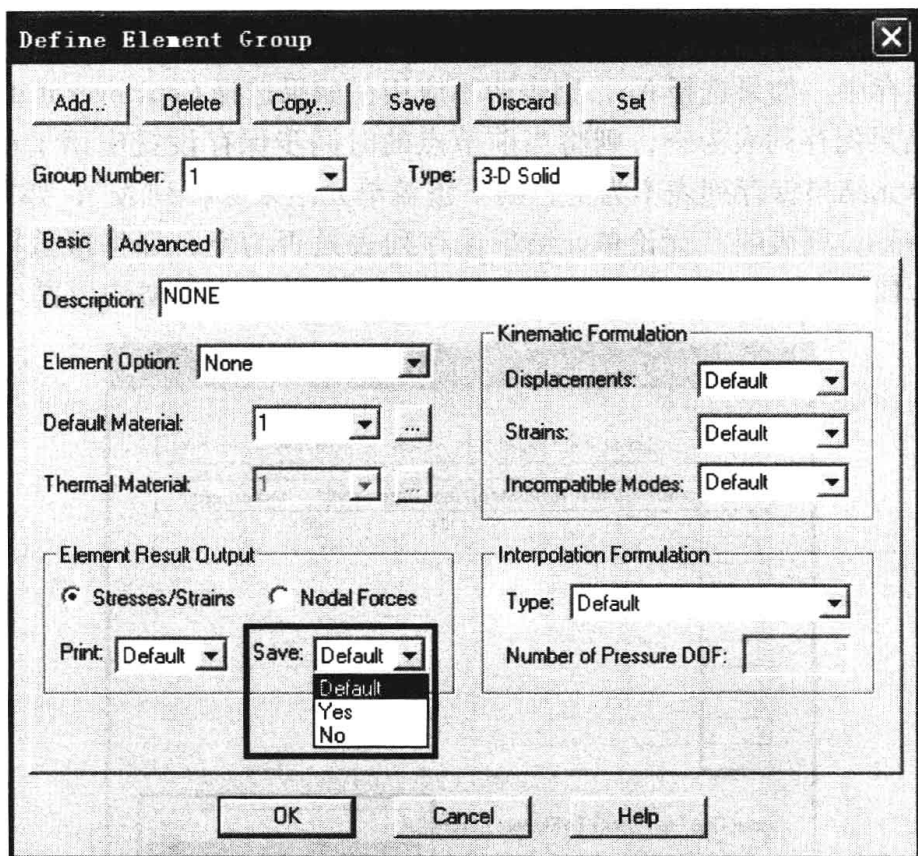 Define Element Group
Add... Delete Copy... Save Discard Set
Group Number: 1 Type: 3-D Solid
Basic Advanced
Description: NONE
Element Option: None
Default Material: 1 ...
Thermal Material: 1 ...
Kinematic Formulation
Displacements: Default
Strains: Default
Incompatible Modes: Default
Element Result Output
Stresses/Strains Nodal Forces
Print: Default Save: Default
Default
Yes
No
Interpolation Formulation
Type: Default
Number of Pressure DOF:
OK Cancel Help